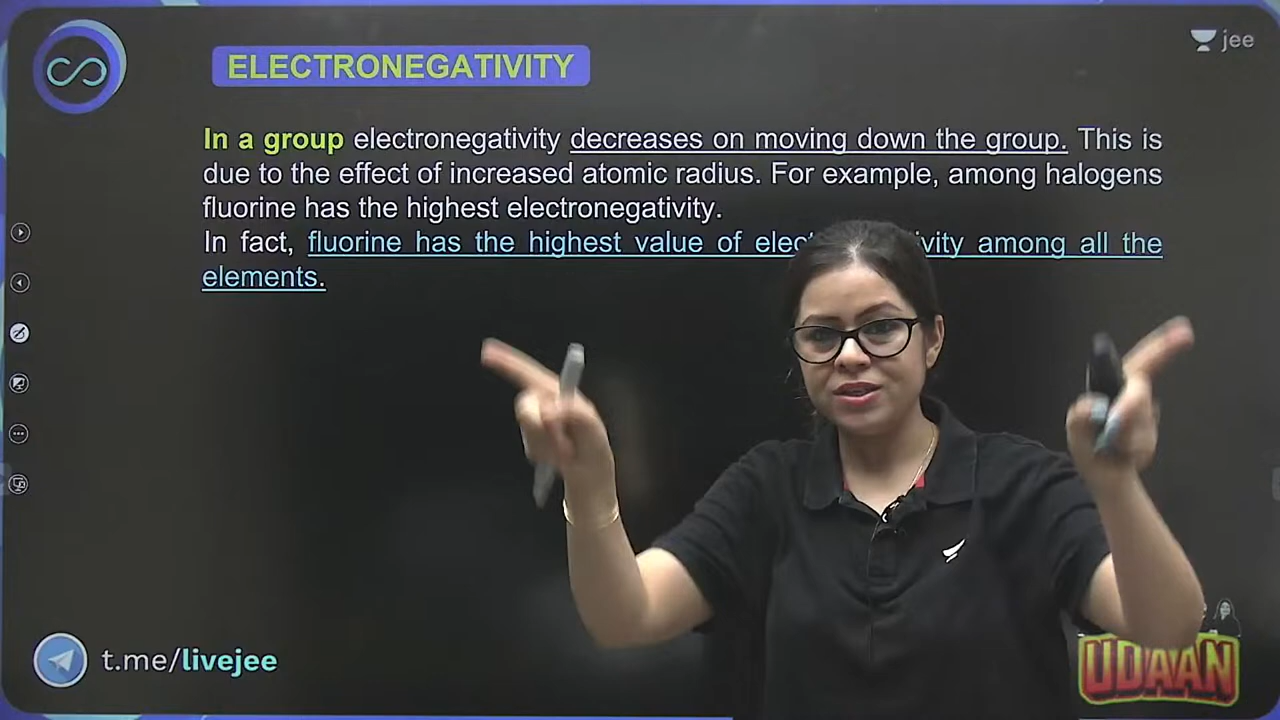 ELECTRONEGATIVITY
jee
In a group electronegativity decreases on moving down the group. This is
due to the effect of increased atomic radius. For example, among halogens
fluorine has the highest electronegativity.
In fact, fluorine has the highest value of elec ivity among all the
elements.
t.me/livejee
UDAAN